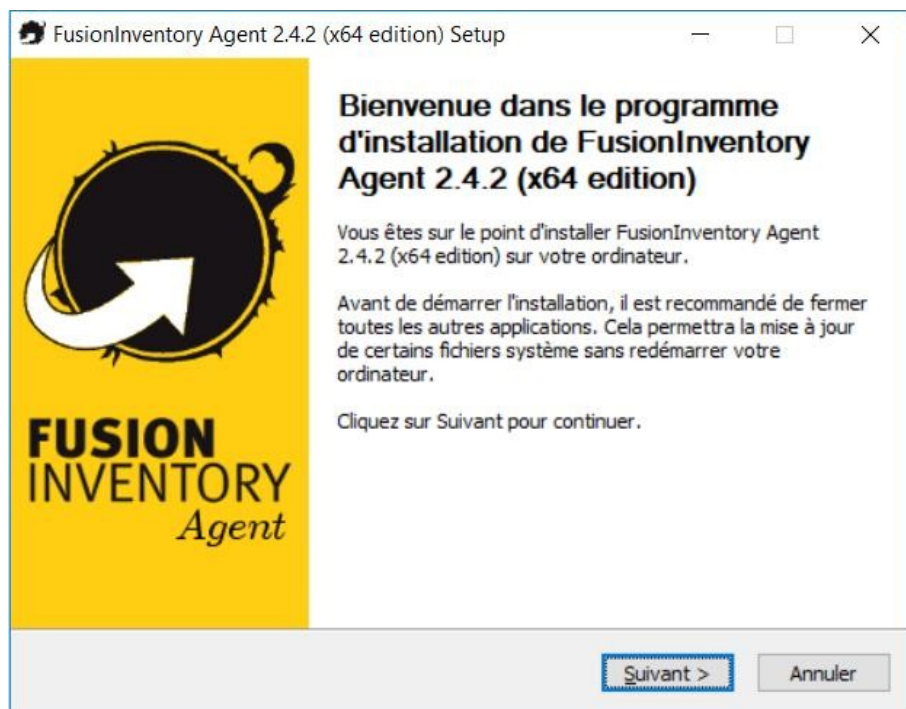 FusionInventory Agent 2.4.2 (x64 edition) Setup
Bienvenue dans le programme
d'installation de FusionInventory
Agent 2.4.2 (x64 edition)
Vous êtes sur le point d'installer FusionInventory Agent
2.4.2 (x64 edition) sur votre ordinateur.
Avant de démarrer l'installation, il est recommandé de fermer
toutes les autres applications. Cela permettra la mise à jour
de certains fichiers système sans redémarrer votre
ordinateur.
Cliquez sur Suivant pour continuer.
FUSION
INVENTORY
Agent
Suivant >
Annuler